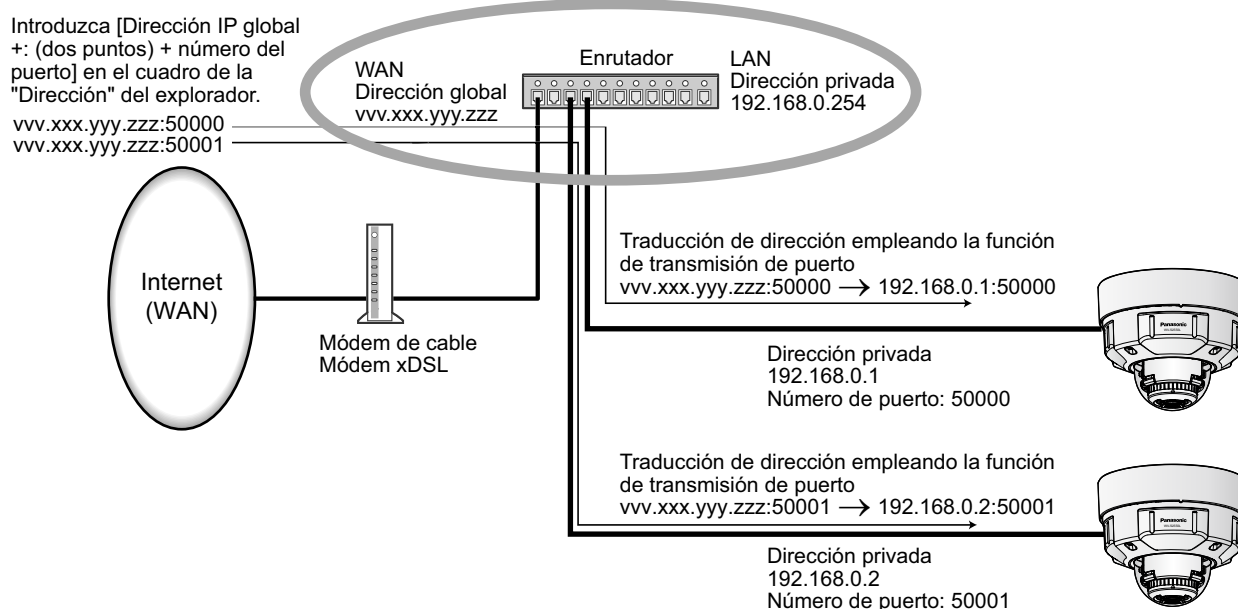 Introduzca [Dirección IP global
+: (dos puntos) + número del
puerto] en el cuadro de la
"Dirección" del explorador.
vvv.xxx.yyy.zzz:50000
vvv.xxx.yyy.zzz:50001
WAN
Dirección global
vvv.xxx.yyy.zzz
Enrutador
LAN
Dirección privada
192.168.0.254
Internet
(WAN)
Módem de cable
Módem xDSL
Traducción de dirección empleando la función
de transmisión de puerto
vvv.xxx.yyy.zzz:50000 → 192.168.0.1:50000
Panasonic
Dirección privada
192.168.0.1
Número de puerto: 50000
Traducción de dirección empleando la función
de transmisión de puerto
vvv.xxx.yyy.zzz:50001 → 192.168.0.2:50001
Panasonic
Dirección privada
192.168.0.2
Número de puerto: 50001